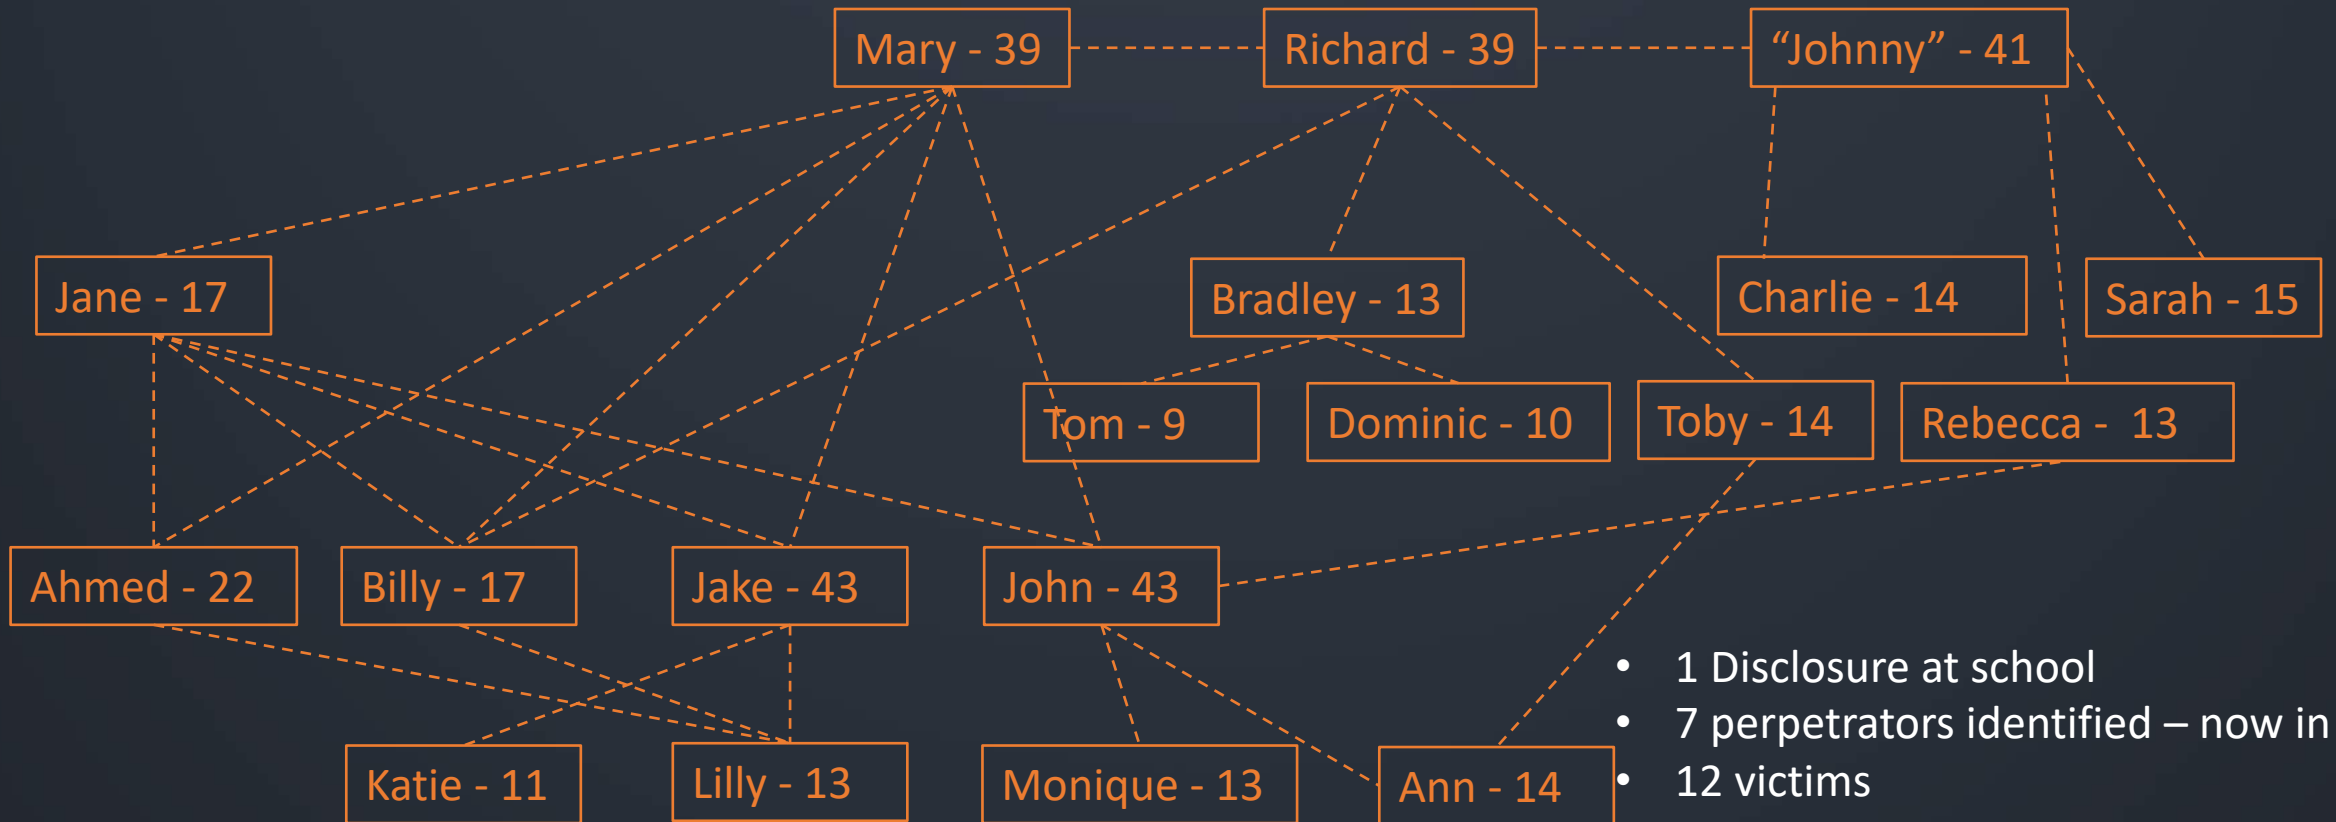 Mary - 39
Richard - 39
“Johnny” - 41
Jane - 17
Bradley - 13
Charlie - 14
Sarah - 15
Tom - 9
Dominic - 10
Toby - 14
Rebecca -  13
Ahmed - 22
Billy - 17
Jake - 43
John - 43
Katie - 11
Lilly - 13
Monique - 13
Ann - 14
• 1 Disclosure at school
• 7 perpetrators identified – now in
• 12 victims